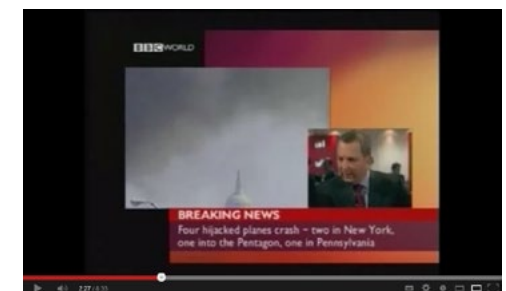 BBC WORLD
BREAKING NEWS
Four hijacked planes crash - two in New York,
one into the Pentagon, one in Pennsylvania